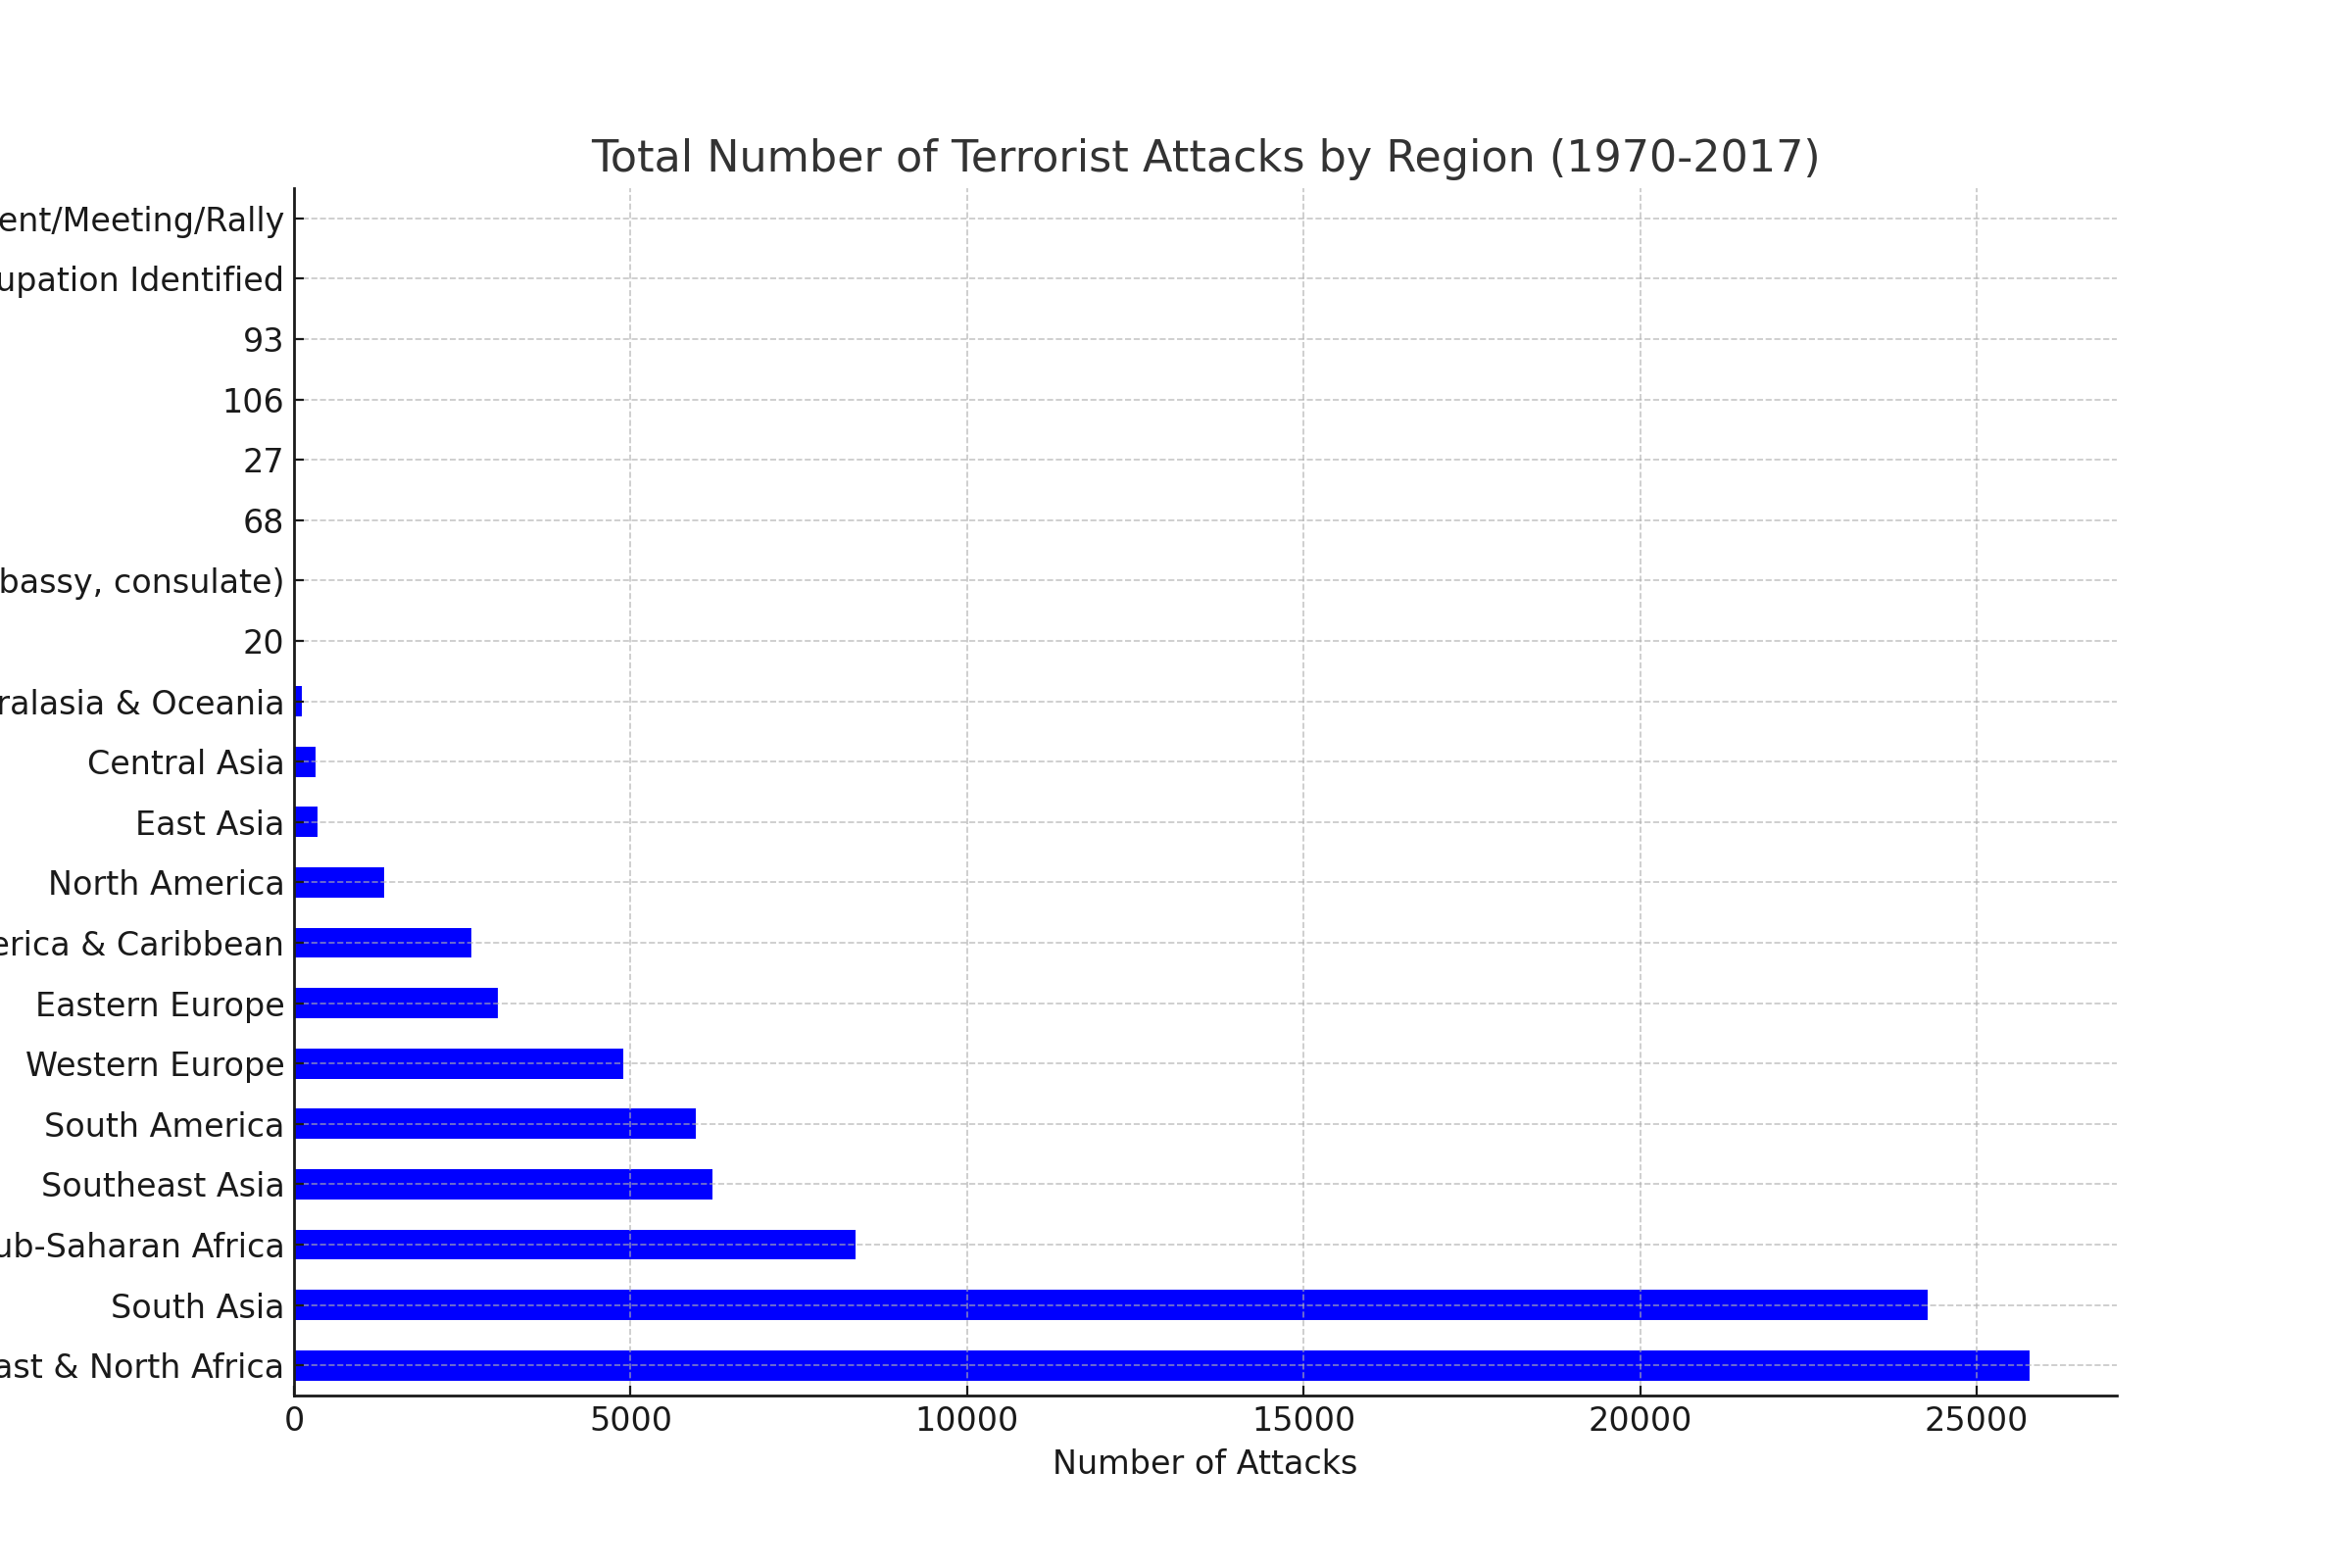 Total Number of Terrorist Attacks by Region (1970-2017)
ent/Meeting/Rally
upation Identified
93
106
27
68
bassy, consulate)
20
ralasia & Oceania
Central Asia
East Asia
North America
erica & Caribbean
Eastern Europe
Western Europe
South America
Southeast Asia
ub-Saharan Africa
South Asia
ast & North Africa
0 5000 10000 15000 20000 25000
Number of Attacks